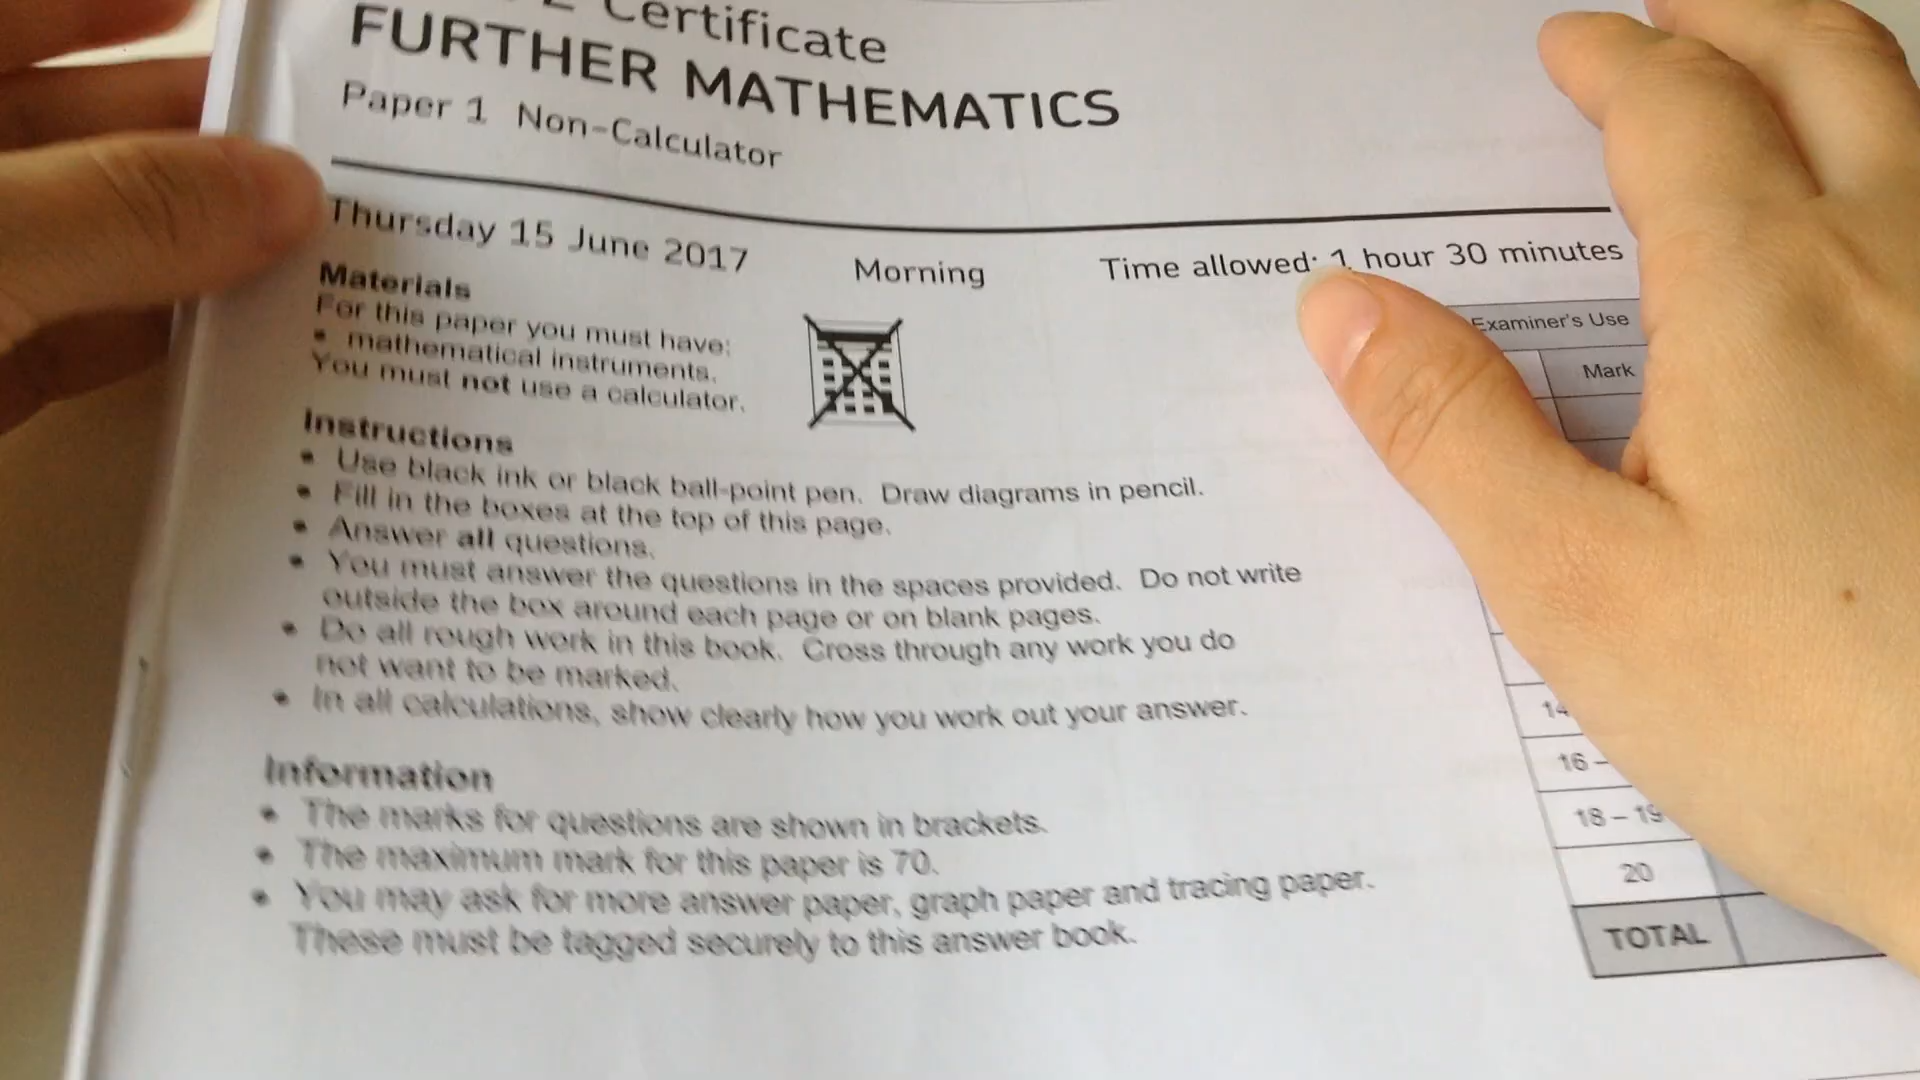 Certificate
FURTHER MATHEMATICS
Paper 1 Non-Calculator
Thursday 15 June 2017
Morning
Time allowed: 1 hour 30 minutes
Materials
For this paper you must have:
• mathematical instruments.
You must not use a calculator.
Instructions
• Use black ink or black ball-point pen. Draw diagrams in pencil.
• Fill in the boxes at the top of this page.
• Answer all questions.
• You must answer the questions in the spaces provided. Do not write
outside the box around each page or on blank pages.
• Do all rough work in this book. Cross through any work you do
not want to be marked.
• In all calculations, show clearly how you work out your answer.
Information
• The marks for questions are shown in brackets.
• The maximum mark for this paper is 70.
• You may ask for more answer paper, graph paper and tracing paper.
These must be tagged securely to this answer book.
Examiner's Use
Mark
14
16 –
18 – 19
20
TOTAL